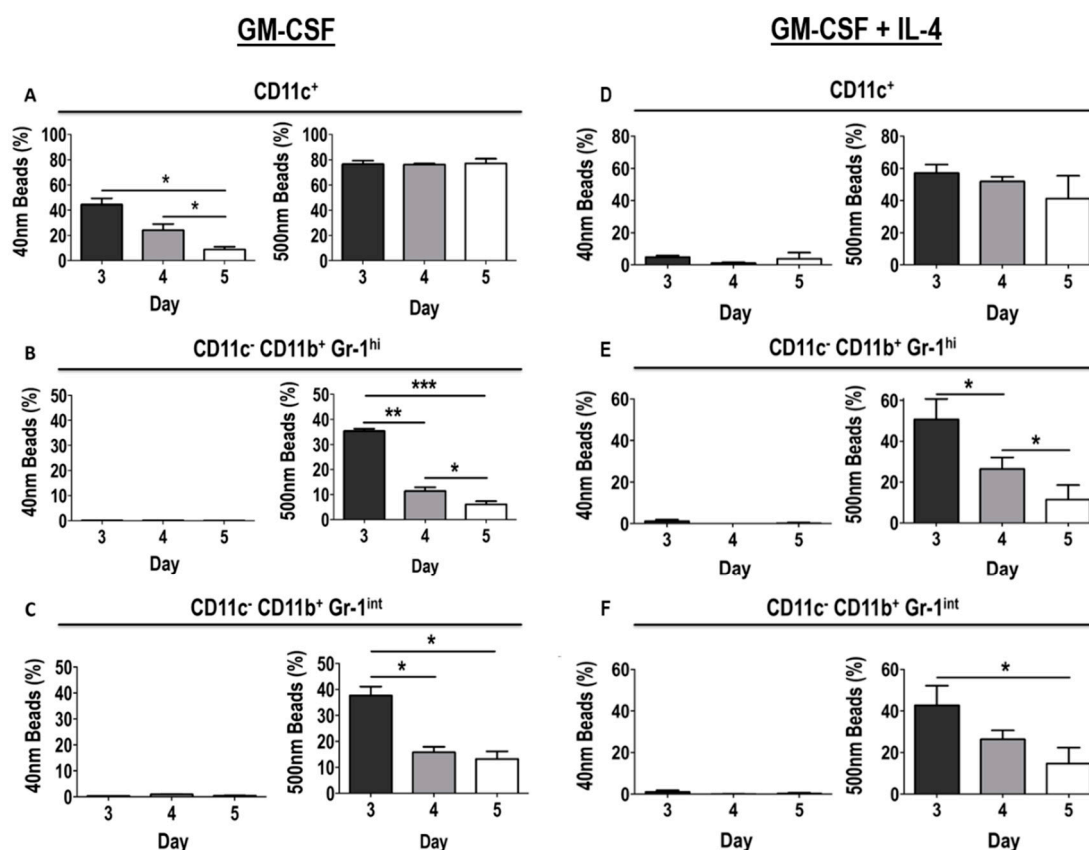 GM-CSF
GM-CSF + IL-4
A
CD11c⁺
40nm Beads (%)
100
80
60
40
20
0
*
*
3 4 5
Day
500nm Beads (%)
100
80
60
40
20
0
3 4 5
Day
D
CD11c⁺
40nm Beads (%)
80
60
40
20
0
3 4 5
Day
500nm Beads (%)
80
60
40
20
0
3 4 5
Day
B
CD11c⁻ CD11b⁺ Gr-1ʰⁱ
40nm Beads (%)
50
40
30
20
10
0
3 4 5
Day
500nm Beads (%)
50
40
30
20
10
0
***
**
*
3 4 5
Day
E
CD11c⁻ CD11b⁺ Gr-1ʰⁱ
40nm Beads (%)
60
40
20
0
3 4 5
Day
500nm Beads (%)
60
40
20
0
*
*
3 4 5
Day
C
CD11c⁻ CD11b⁺ Gr-1ⁱⁿᵗ
40nm Beads (%)
50
40
30
20
10
0
3 4 5
Day
500nm Beads (%)
50
40
30
20
10
0
*
*
3 4 5
Day
F
CD11c⁻ CD11b⁺ Gr-1ⁱⁿᵗ
40nm Beads (%)
60
40
20
0
3 4 5
Day
500nm Beads (%)
60
40
20
0
*
3 4 5
Day